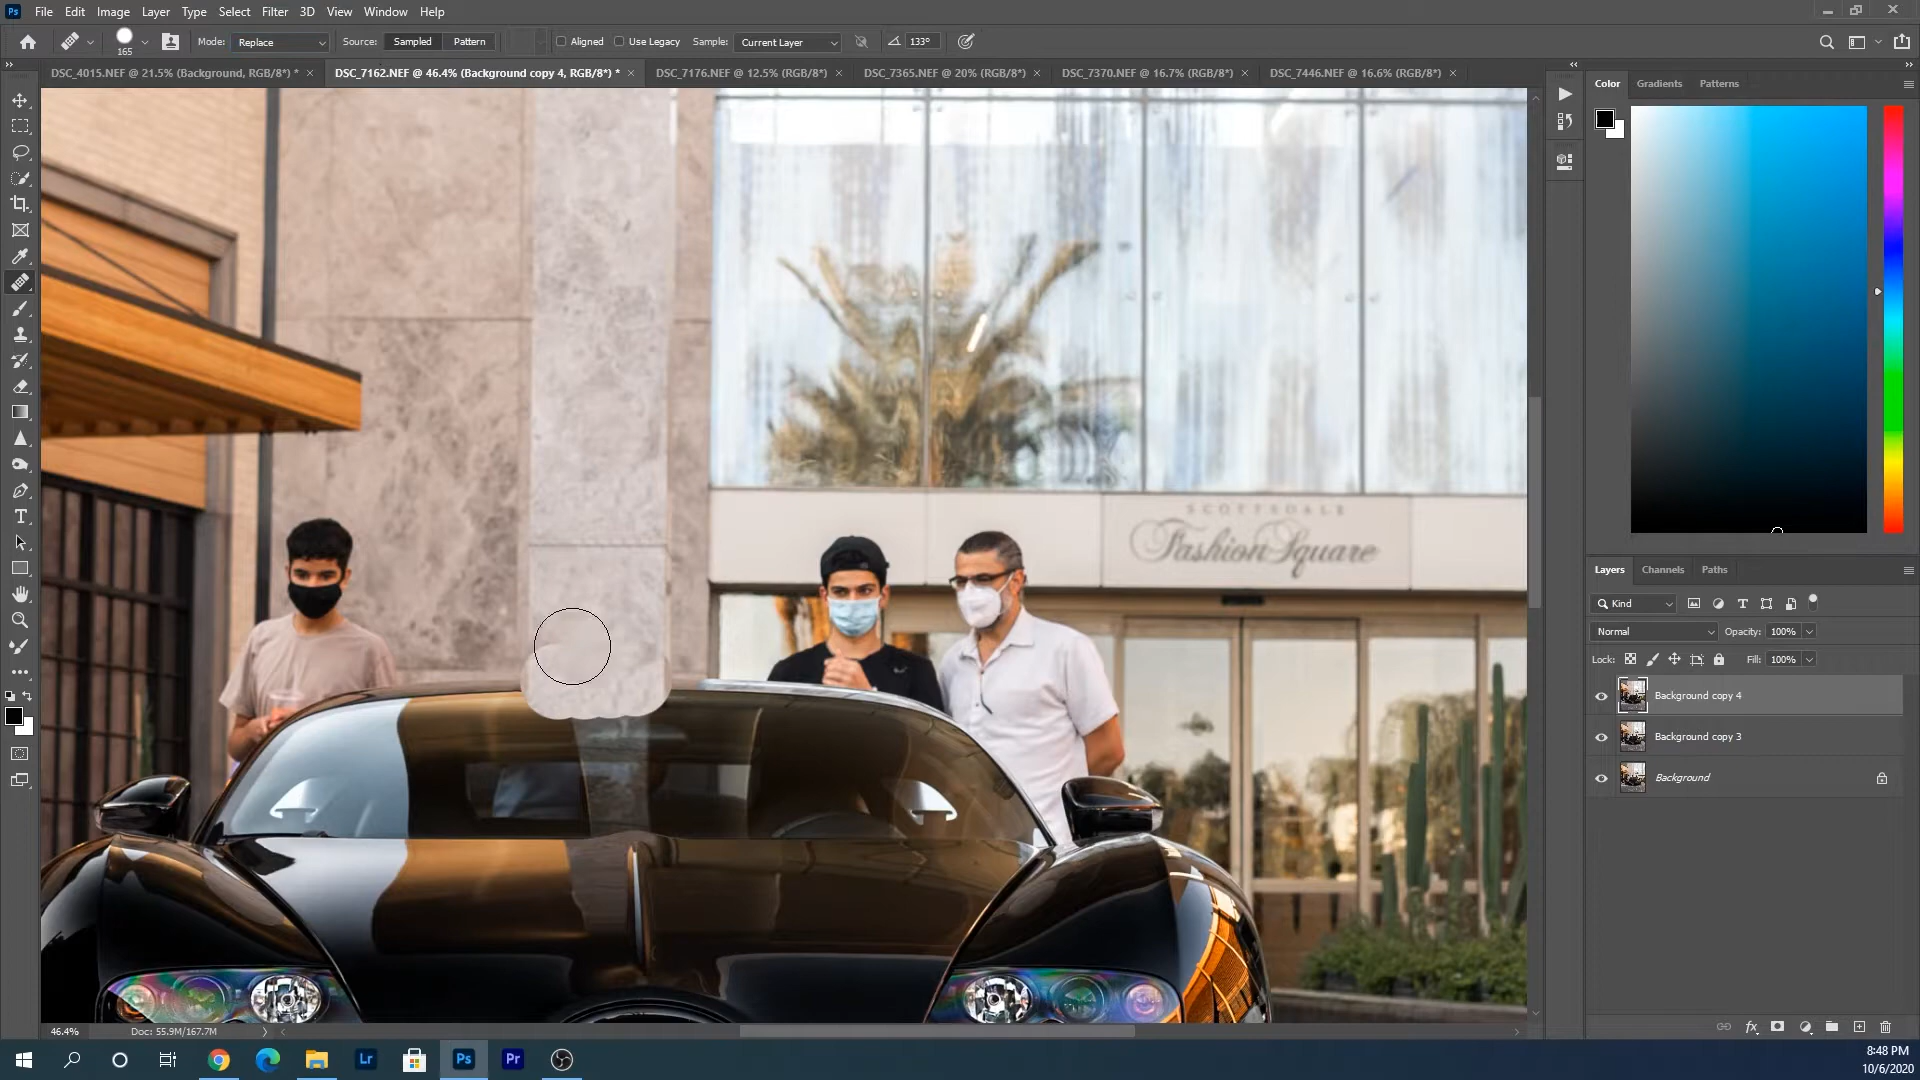 Ps File Edit Image Layer Type Select Filter 3D View Window Help
165 Mode: Replace Source: Sampled Pattern Aligned Use Legacy Sample: Current Layer 133°
DSC_4015.NEF @ 21.5% (Background, RGB/8*) * × DSC_7162.NEF @ 46.4% (Background copy 4, RGB/8*) * × DSC_7176.NEF @ 12.5% (RGB/8*) × DSC_7365.NEF @ 20% (RGB/8*) × DSC_7370.NEF @ 16.7% (RGB/8*) × DSC_7446.NEF @ 16.6% (RGB/8*) ×
Color Gradients Patterns
SCOTTSDALE
Fashion Square
Layers Channels Paths
Kind
Normal Opacity: 100%
Lock: Fill: 100%
Background copy 4
Background copy 3
Background
46.4% Doc: 55.9M/167.7M
fx
Lr Ps Pr
8:48 PM
10/6/2020